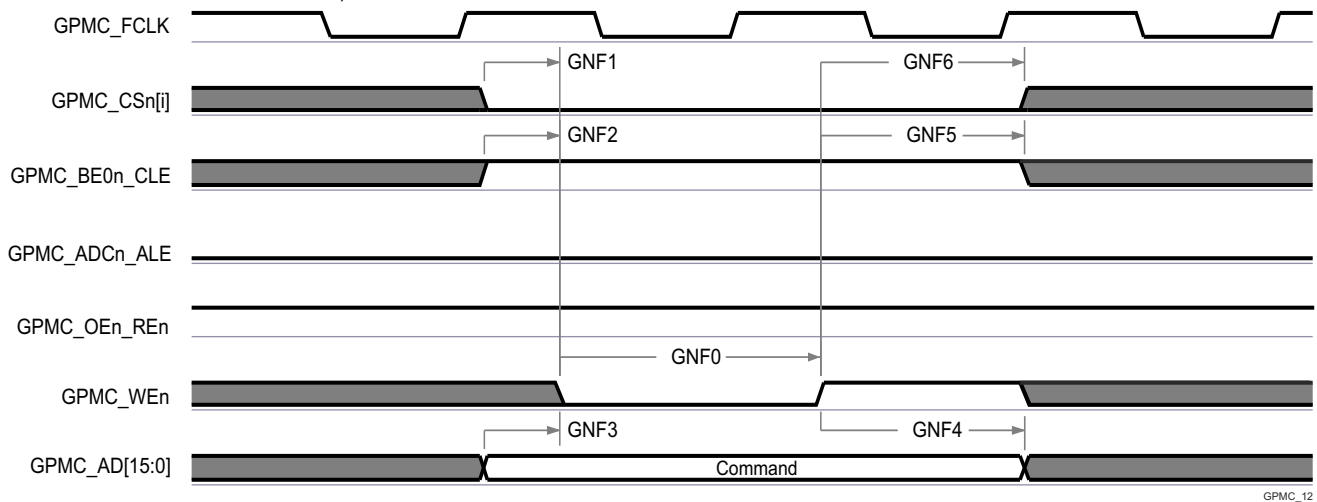 GPMC_FCLK
GNF1
GNF6
GPMC_CSn[i]
GNF2
GNF5
GPMC_BE0n_CLE
GPMC_ADCn_ALE
GPMC_OEn_REn
GNF0
GPMC_WEn
GNF3
GNF4
GPMC_AD[15:0]
Command
GPMC_12